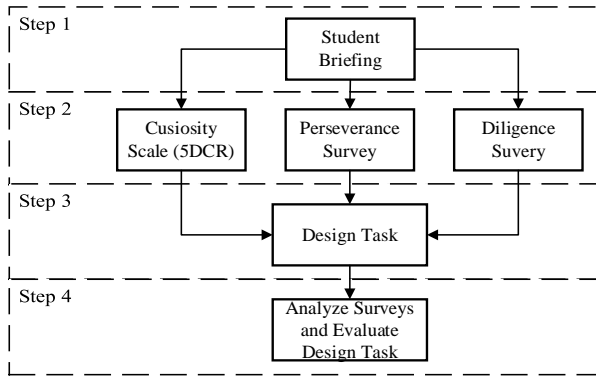 Step 1
Student
Briefing
Step 2
Cusiosity
Scale (5DCR)
Perseverance
Survey
Diligence
Suvery
Step 3
Design Task
Step 4
Analyze Surveys
and Evaluate
Design Task